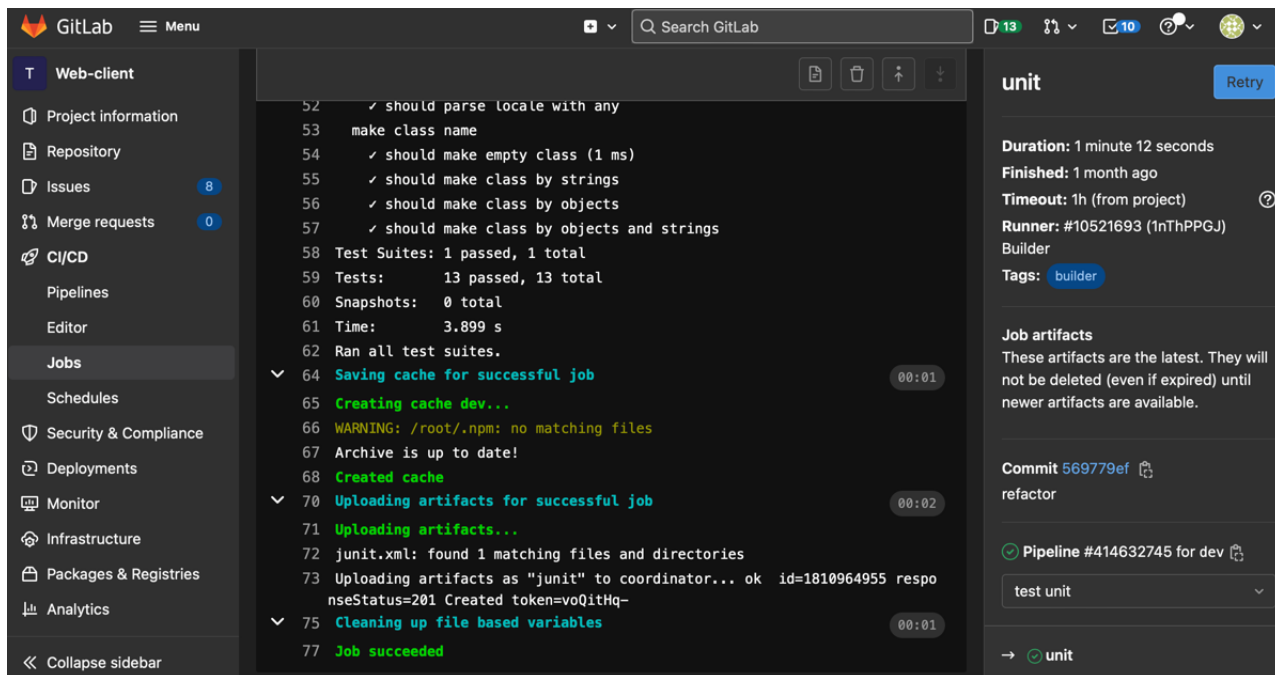 GitLab
Menu
Search GitLab
13
10
T
Web-client
Project information
Repository
Issues 8
Merge requests 0
CI/CD
Pipelines
Editor
Jobs
Schedules
Security & Compliance
Deployments
Monitor
Infrastructure
Packages & Registries
Analytics
Collapse sidebar
52 ✓ should parse locale with any
53 make class name
54 ✓ should make empty class (1 ms)
55 ✓ should make class by strings
56 ✓ should make class by objects
57 ✓ should make class by objects and strings
58 Test Suites: 1 passed, 1 total
59 Tests: 13 passed, 13 total
60 Snapshots: 0 total
61 Time: 3.899 s
62 Ran all test suites.
64 Saving cache for successful job 00:01
65 Creating cache dev...
66 WARNING: /root/.npm: no matching files
67 Archive is up to date!
68 Created cache
70 Uploading artifacts for successful job 00:02
71 Uploading artifacts...
72 junit.xml: found 1 matching files and directories
73 Uploading artifacts as "junit" to coordinator... ok id=1810964955 respo
nseStatus=201 Created token=voQitHq-
75 Cleaning up file based variables 00:01
77 Job succeeded
unit
Retry
Duration: 1 minute 12 seconds
Finished: 1 month ago
Timeout: 1h (from project)
Runner: #10521693 (1nThPPGJ)
Builder
Tags: builder
Job artifacts
These artifacts are the latest. They will
not be deleted (even if expired) until
newer artifacts are available.
Commit 569779ef
refactor
Pipeline #414632745 for dev
test unit
→ unit